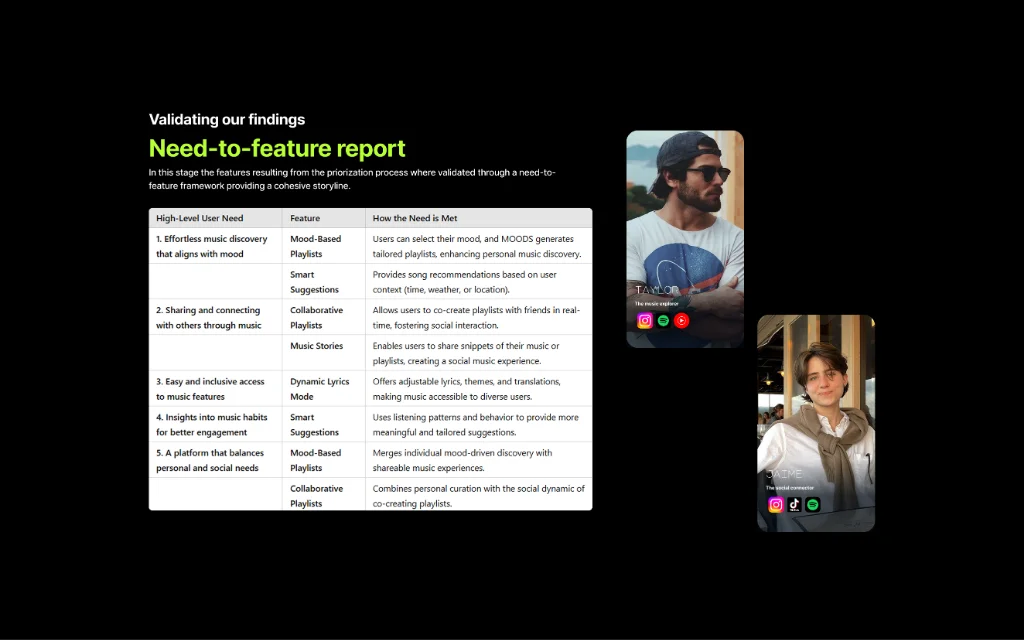 Validating our findings
Need-to-feature report
In this stage the features resulting from the priorization process where validated through a need-to-
feature framework providing a cohesive storyline.
High-Level User Need
Feature
How the Need is Met
1. Effortless music discovery
that aligns with mood
Mood-Based
Playlists
Users can select their mood, and MOODS generates
tailored playlists, enhancing personal music discovery.
Smart
Suggestions
Provides song recommendations based on user
context (time, weather, or location).
2. Sharing and connecting
with others through music
Collaborative
Playlists
Allows users to co-create playlists with friends in real-
time, fostering social interaction.
Music Stories
Enables users to share snippets of their music or
playlists, creating a social music experience.
3. Easy and inclusive access
to music features
Dynamic Lyrics
Mode
Offers adjustable lyrics, themes, and translations,
making music accessible to diverse users.
4. Insights into music habits
for better engagement
Smart
Suggestions
Uses listening patterns and behavior to provide more
meaningful and tailored suggestions.
5. A platform that balances
personal and social needs
Mood-Based
Playlists
Merges individual mood-driven discovery with
shareable music experiences.
Collaborative
Playlists
Combines personal curation with the social dynamic of
co-creating playlists.
TAYLOR
The music explorer
JAIME
The social connector